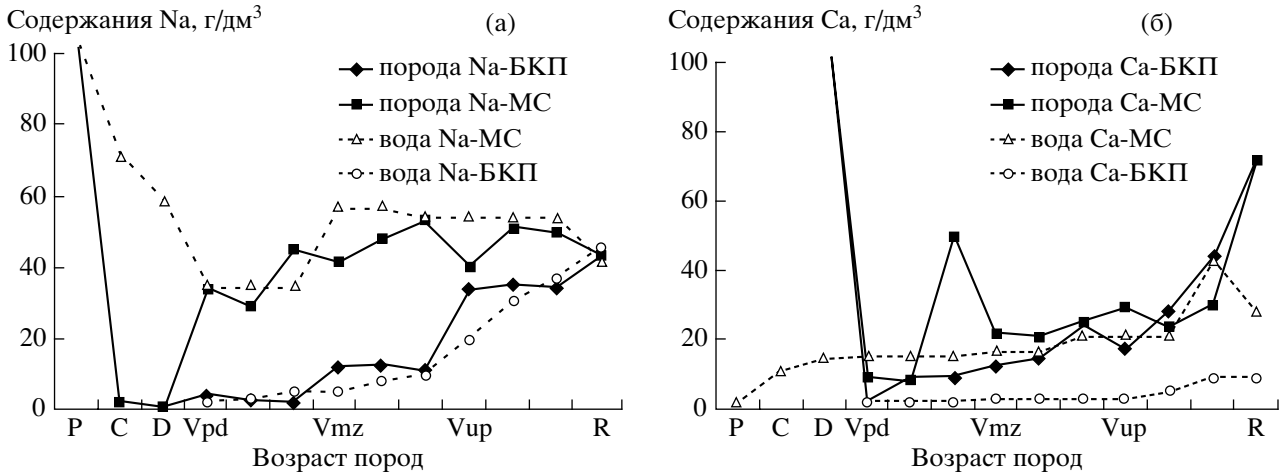 Содержания Na, г/дм³
(а)
100
80
60
40
20
0
порода Na-БКП
порода Na-МС
вода Na-МС
вода Na-БКП
P C D Vpd Vmz Vup R
Возраст пород
Содержания Ca, г/дм³
(б)
100
80
60
40
20
0
порода Ca-БКП
порода Ca-МС
вода Ca-МС
вода Ca-БКП
P C D Vpd Vmz Vup R
Возраст пород